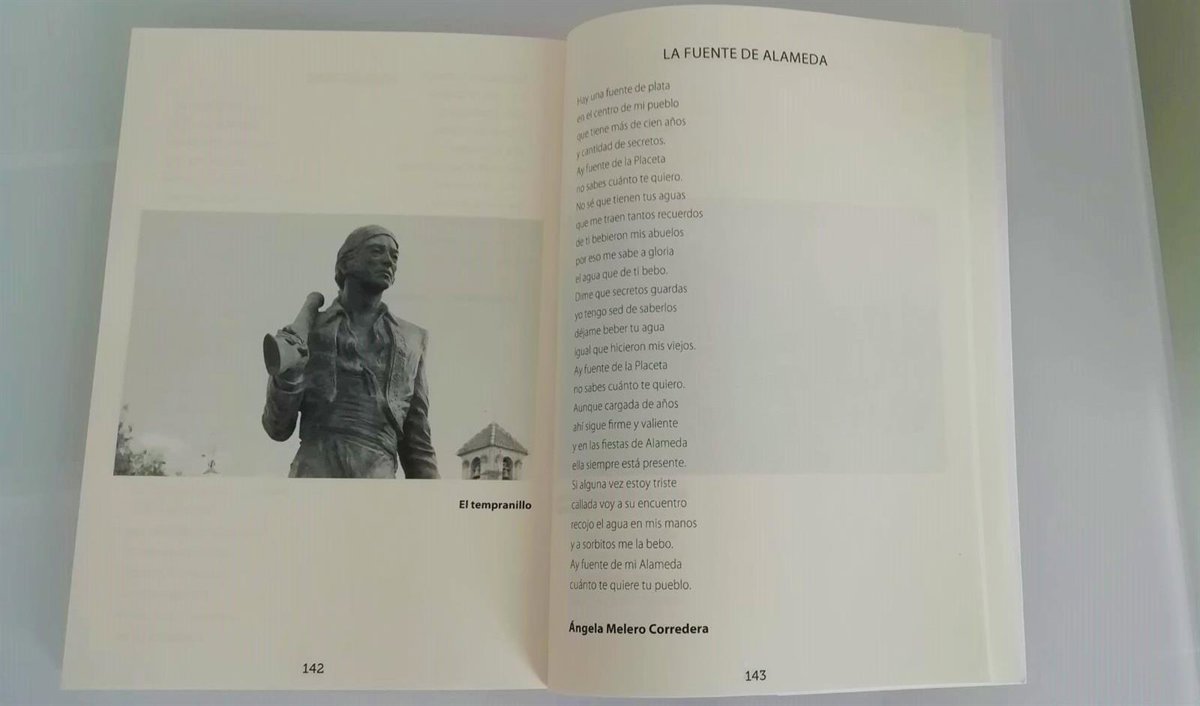 El tempranillo
142
LA FUENTE DE ALAMEDA
Hay una fuente de plata
en el centro de mi pueblo
que tiene más de cien años
y cantidad de secretos.
Ay fuente de la Placeta
no sabes cuánto te quiero.
No sé que tienen tus aguas
que me traen tantos recuerdos
de ti bebieron mis abuelos
por eso me sabe a gloria
el agua que de ti bebo.
Dime que secretos guardas
yo tengo sed de saberlos
déjame beber tu agua
igual que hicieron mis viejos.
Ay fuente de la Placeta
no sabes cuánto te quiero.
Aunque cargada de años
ahí sigue firme y valiente
y en las fiestas de Alameda
ella siempre está presente.
Si alguna vez estoy triste
callada voy a su encuentro
recojo el agua en mis manos
y a sorbitos me la bebo.
Ay fuente de mi Alameda
cuánto te quiere tu pueblo.
Ángela Melero Corredera
143